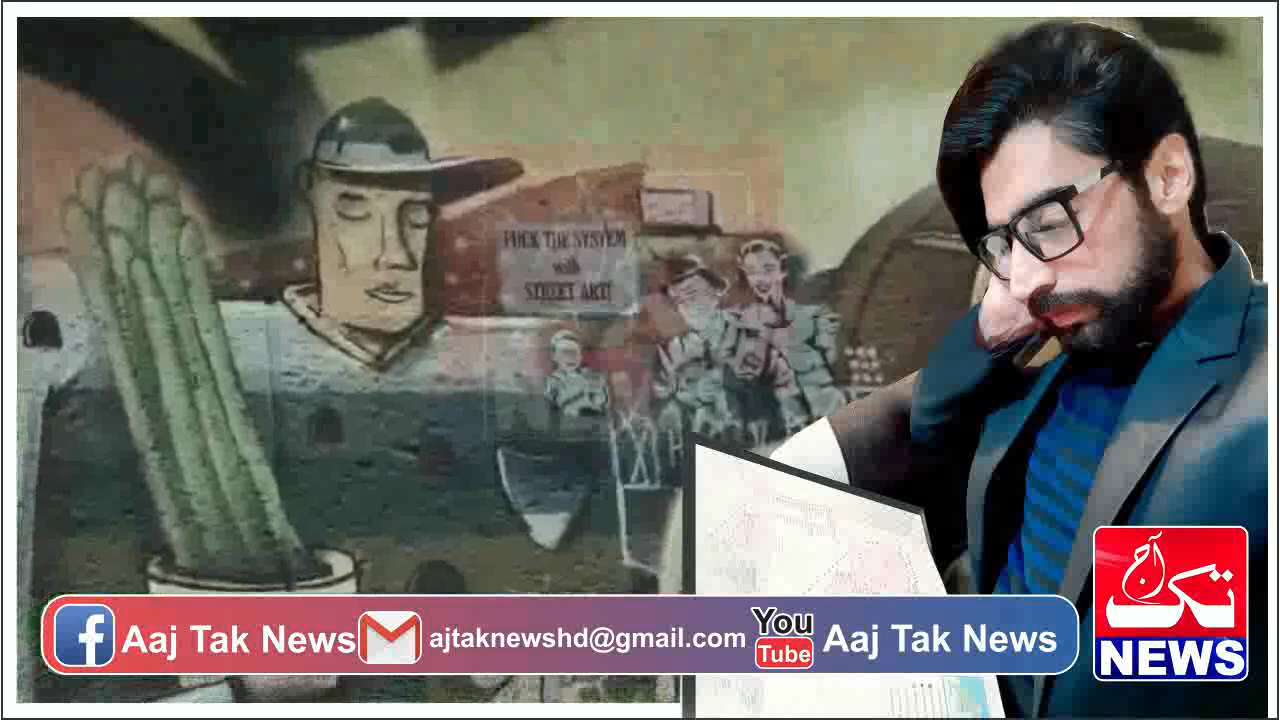 FUCK THE SYSTEM
with
STREET ART!
Aaj Tak News
ajtaknewshd@gmail.com
You
Tube
Aaj Tak News
آج
تک
NEWS